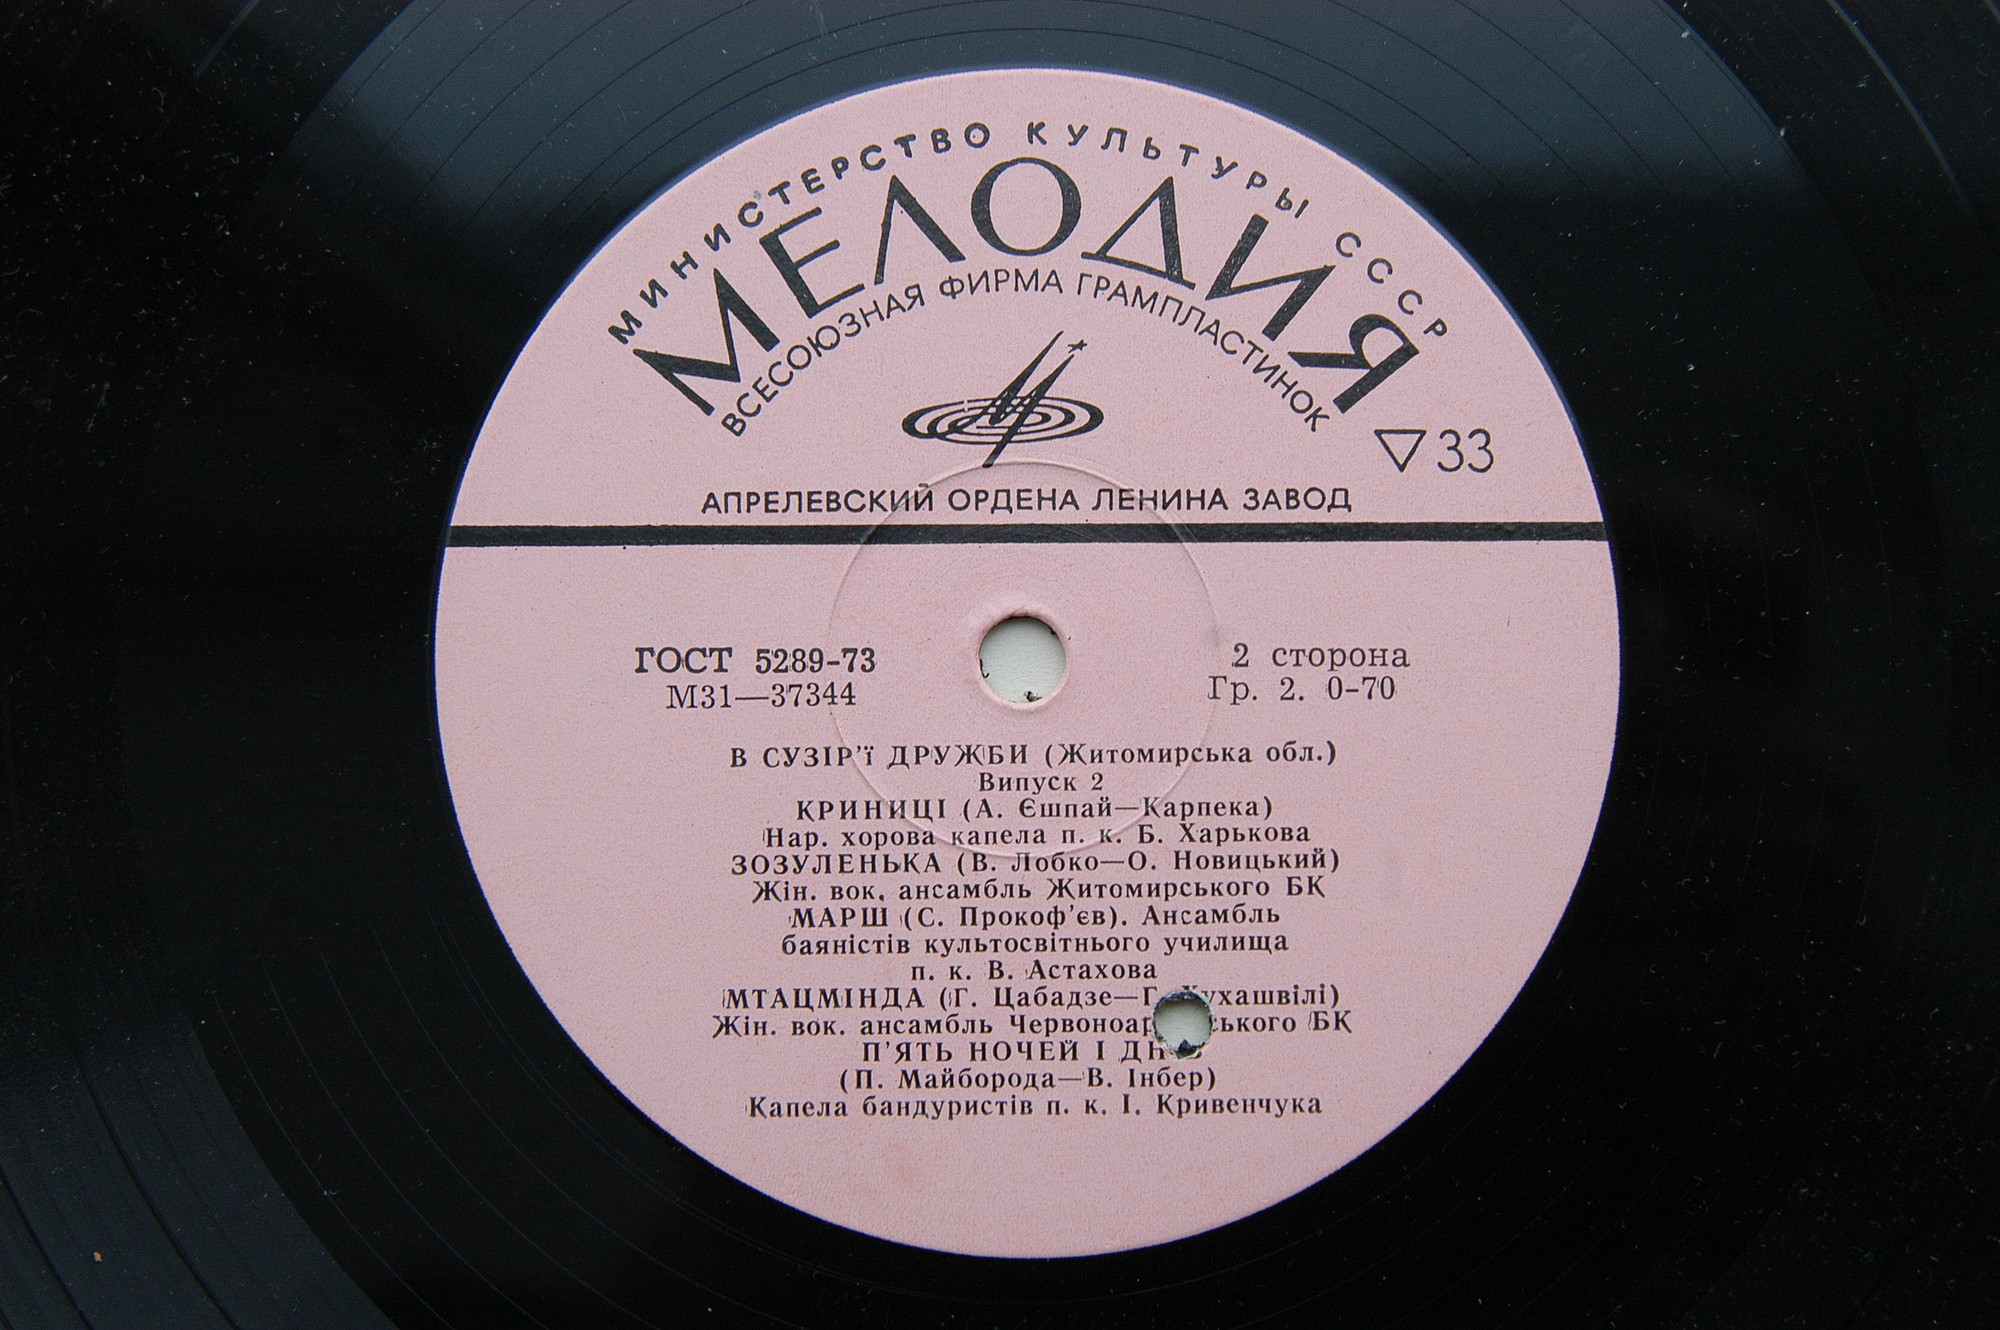 МИНИСТЕРСТВО КУЛЬТУРЫ СССР
МЕЛОДИЯ
ВСЕСОЮЗНАЯ ФИРМА ГРАМПЛАСТИНОК
33
АПРЕЛЕВСКИЙ ОРДЕНА ЛЕНИНА ЗАВОД
ГОСТ 5289-73
М31—37344
2 сторона
Гр. 2. 0-70
В СУЗІР'ї ДРУЖБИ (Житомирська обл.)
Випуск 2
КРИНИЦІ (А. Єшпай—Карпека)
Нар. хорова капела п. к. Б. Харькова
ЗОЗУЛЕНЬКА (В. Лобко—О. Новицький)
Жін. вок. ансамбль Житомирського БК
МАРШ (С. Прокоф'єв). Ансамбль
баяністів культосвітнього училища
п. к. В. Астахова
МТАЦМІНДА (Г. Цабадзе—Г.
Жін. вок. ансамбль БК
П'ЯТЬ НОЧЕЙ І
(П. Майборода—В. Інбер)
Капела бандуристів п. к. І. Кривенчука